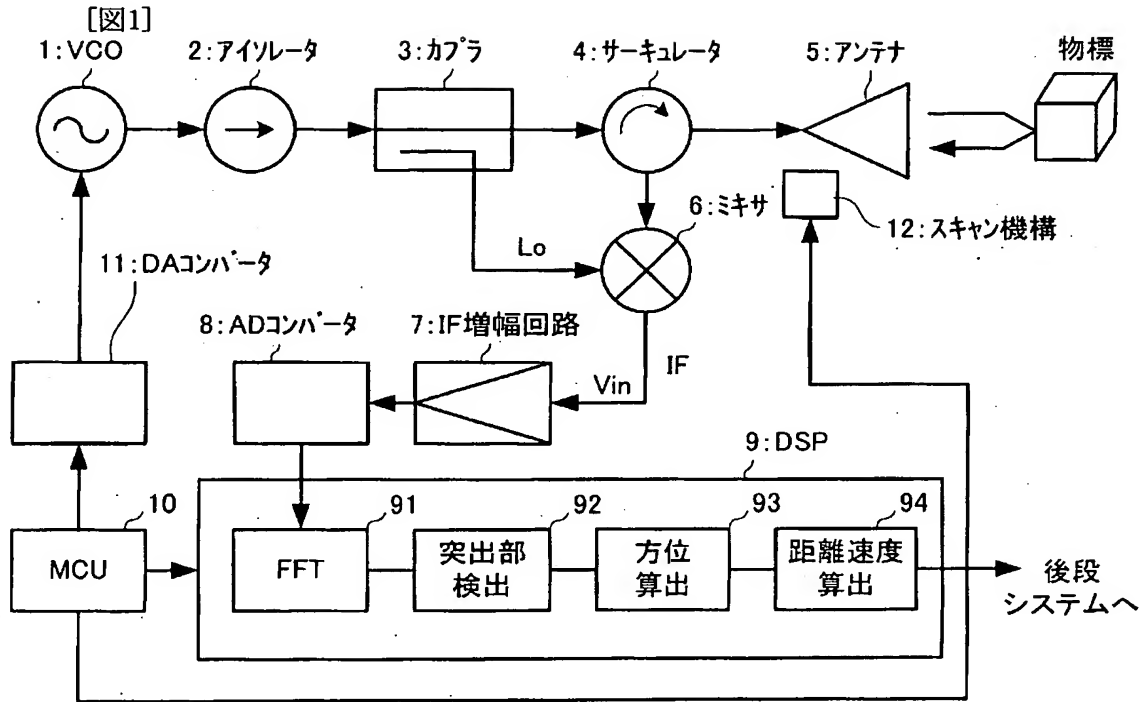 [図1]
1:VCO
2:アイソレータ
3:カプラ
4:サーキュレータ
5:アンテナ
物標
6:ミキサ
12:スキャン機構
Lo
11:DAコンバータ
8:ADコンバータ
7:IF増幅回路
IF
Vin
9:DSP
10
91
92
93
94
MCU
FFT
突出部
検出
方位
算出
距離速度
算出
後段
システムへ